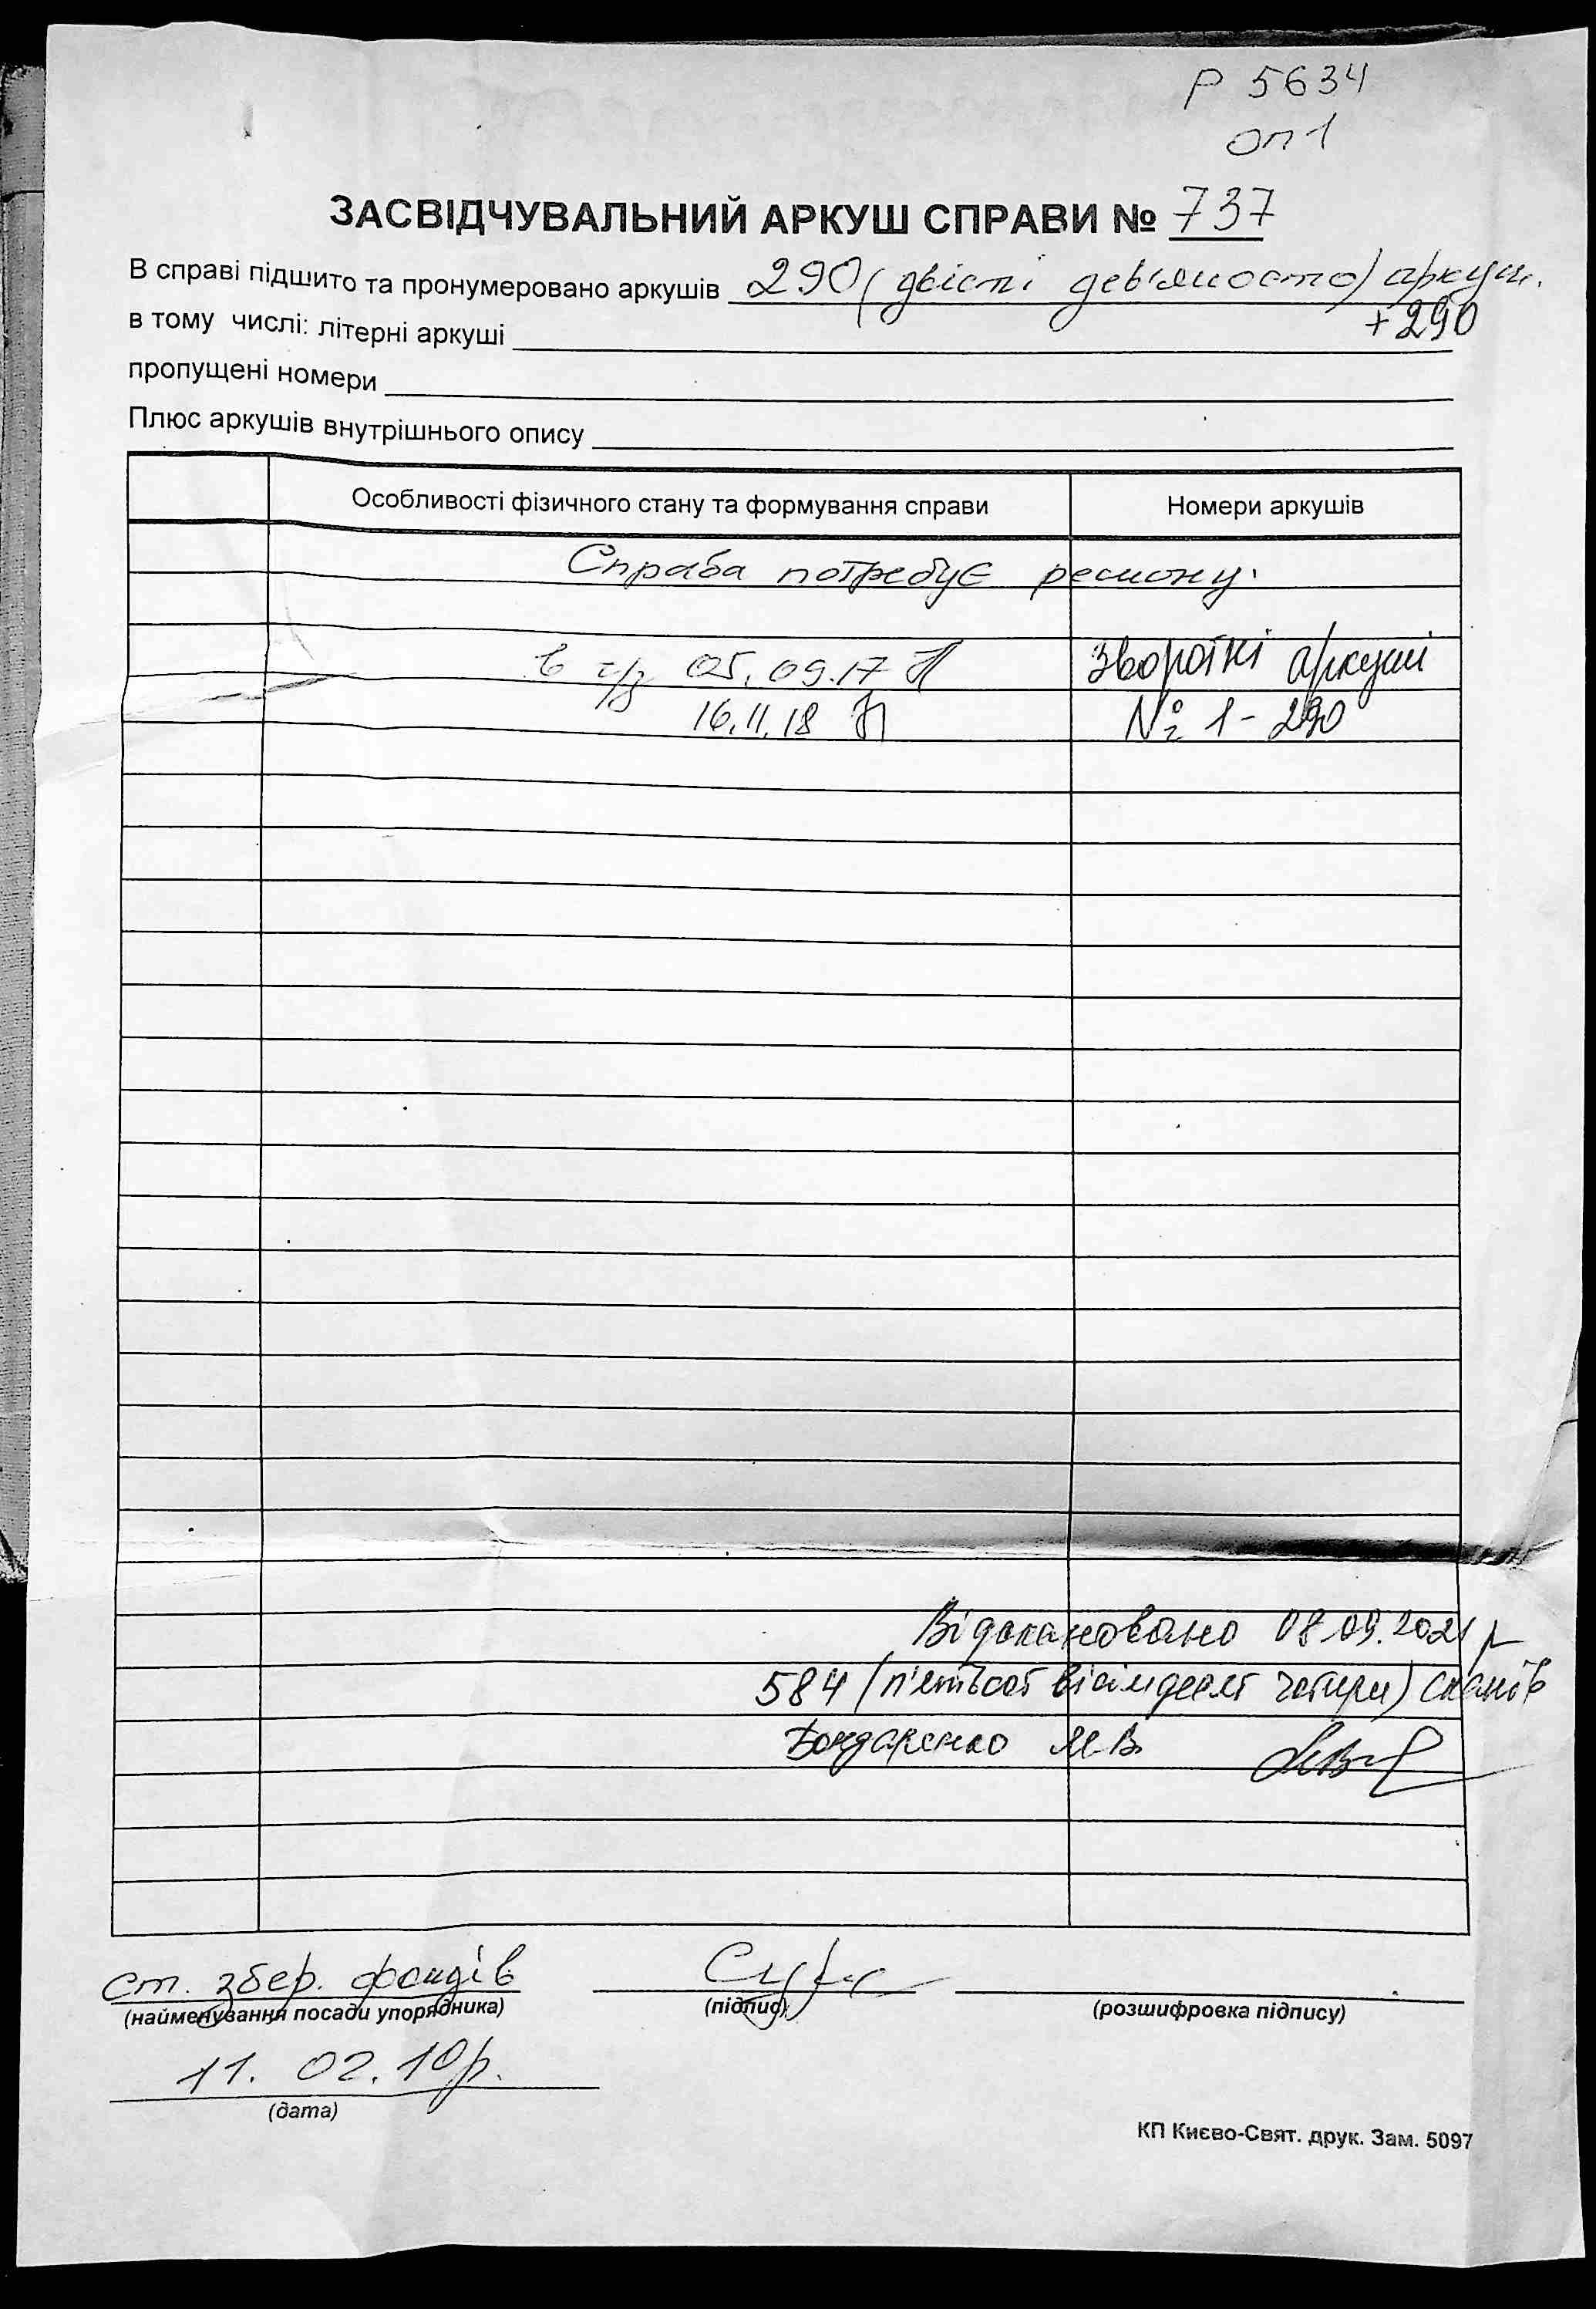 Р 5634
оп 1
ЗАСВІДЧУВАЛЬНИЙ АРКУШ СПРАВИ № 737
В справі підшито та пронумеровано аркушів 290 (двісті дев'яносто) аркуш.
+ 290
в тому числі: літерні аркуші
пропущені номери
Плюс аркушів внутрішнього опису
Особливості фізичного стану та формування справи Номери аркушів
Справа потребує ремонту.
в ч/з 05.09.17 Зворотні аркуші
16.11.18 № 1-290
Відскановано 08.09.2021 р
584 (п'ятьсот вісімдесят чотири) сканів
Бондаренко М.В.
ст. збер. фондів
(найменування посади упорядника) (підпис) (розшифровка підпису)
11. 02. 10р.
(дата)
КП Києво-Свят. друк. Зам. 5097